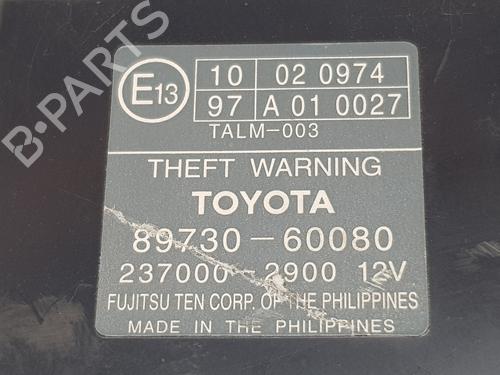 B-PARTS
E13
10 02 0974
97 A 01 0027
TALM-003
THEFT WARNING
TOYOTA
89730-60080
237000-2900 12V
FUJITSU TEN CORP. OF THE PHILIPPINES
MADE IN THE PHILIPPINES